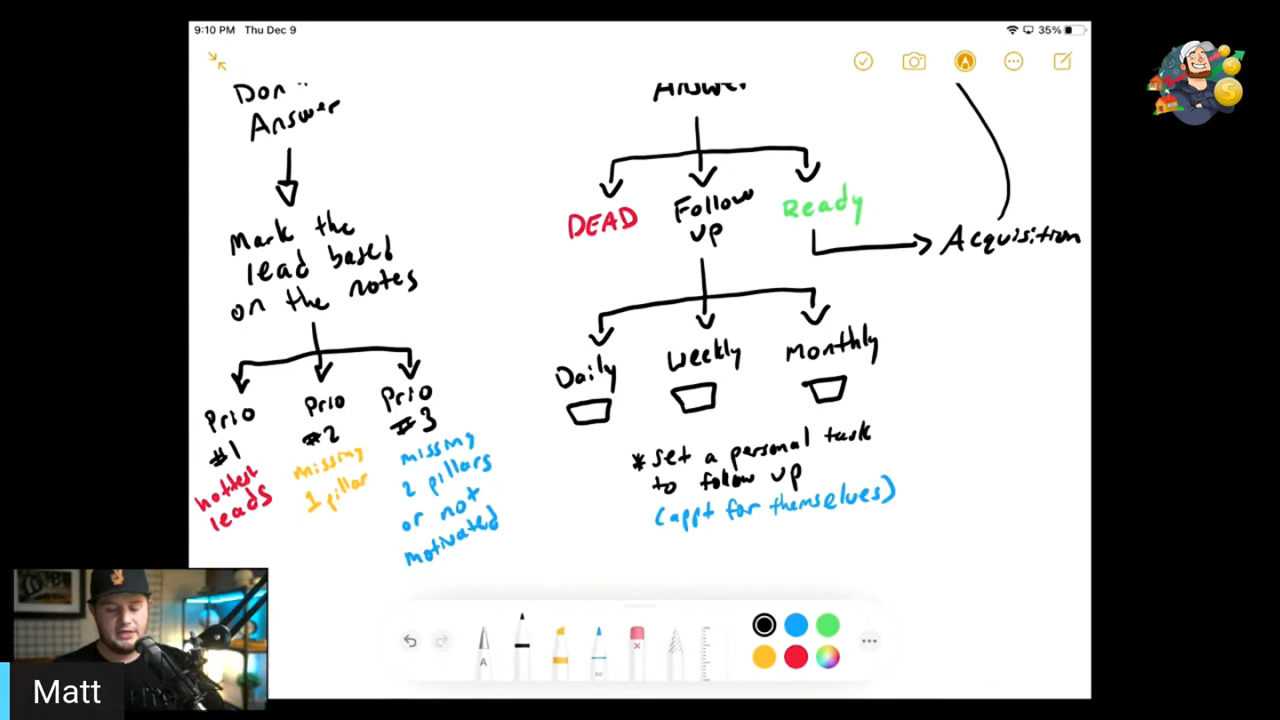 9:10 PM Thu Dec 9
35%
Don't
Answer
Answer
Mark the
lead based
on the notes
Prio
#1
hottest
leads
Prio
#2
missing
1 pillar
Prio
#3
missing
2 pillars
or not
motivated
DEAD
Follow
up
Ready
Acquisition
Daily
Weekly
Monthly
*set a personal task
to follow up
(appt for themselves)
Matt